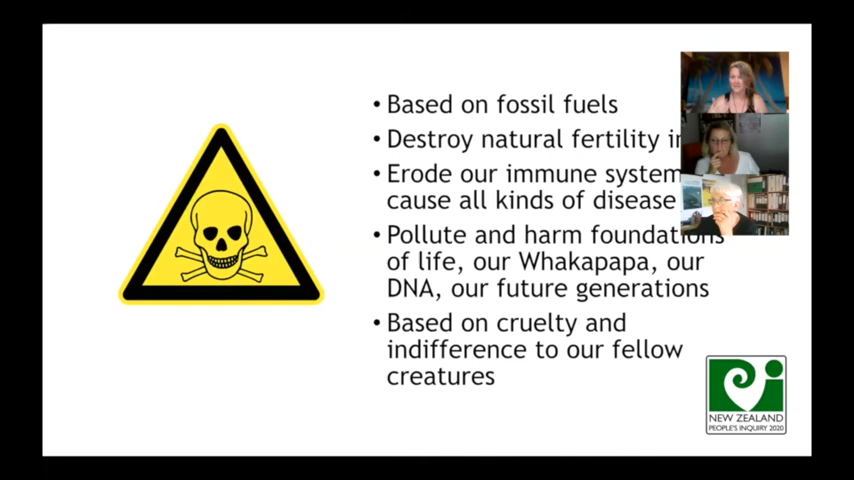 • Based on fossil fuels
• Destroy natural fertility
• Erode our immune system
cause all kinds of disease
• Pollute and harm foundations
of life, our Whakapapa, our
DNA, our future generations
• Based on cruelty and
indifference to our fellow
creatures
NEW ZEALAND
PEOPLE'S INQUIRY 2020